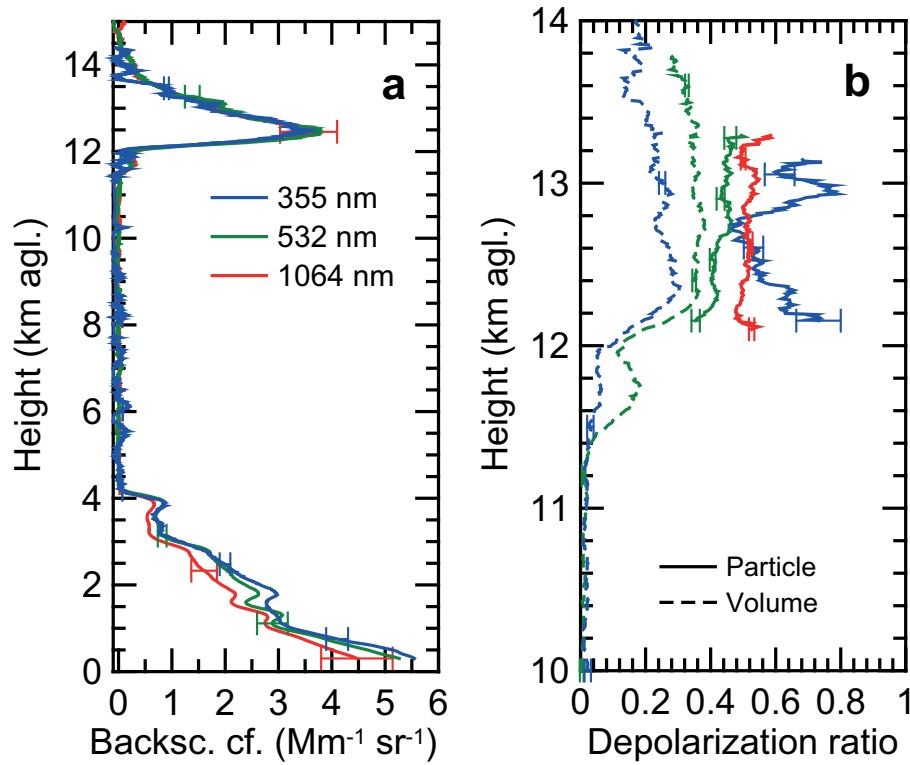 a
355 nm
532 nm
1064 nm
Height (km agl.)
14
12
10
8
6
4
2
0
0 1 2 3 4 5 6
Backsc. cf. (Mm⁻¹ sr⁻¹)
b
Particle
Volume
Height (km agl.)
14
13
12
11
10
0 0.2 0.4 0.6 0.8 1
Depolarization ratio